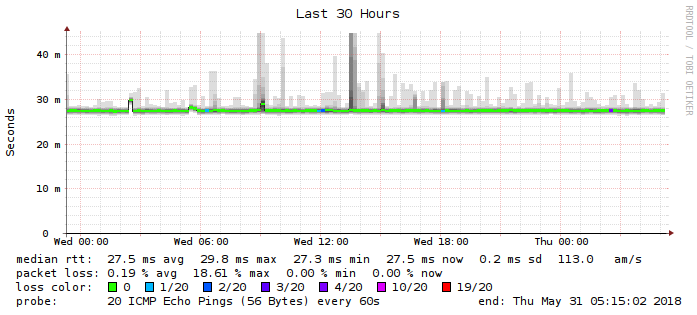 Last 30 Hours
RRDTOOL / TOBI OETIKER
Seconds
40 m
30 m
20 m
10 m
0
Wed 00:00 Wed 06:00 Wed 12:00 Wed 18:00 Thu 00:00
median rtt: 27.5 ms avg 29.8 ms max 27.3 ms min 27.5 ms now 0.2 ms sd 113.0 am/s
packet loss: 0.19 % avg 18.61 % max 0.00 % min 0.00 % now
loss color: 0 1/20 2/20 3/20 4/20 10/20 19/20
probe: 20 ICMP Echo Pings (56 Bytes) every 60s end: Thu May 31 05:15:02 2018